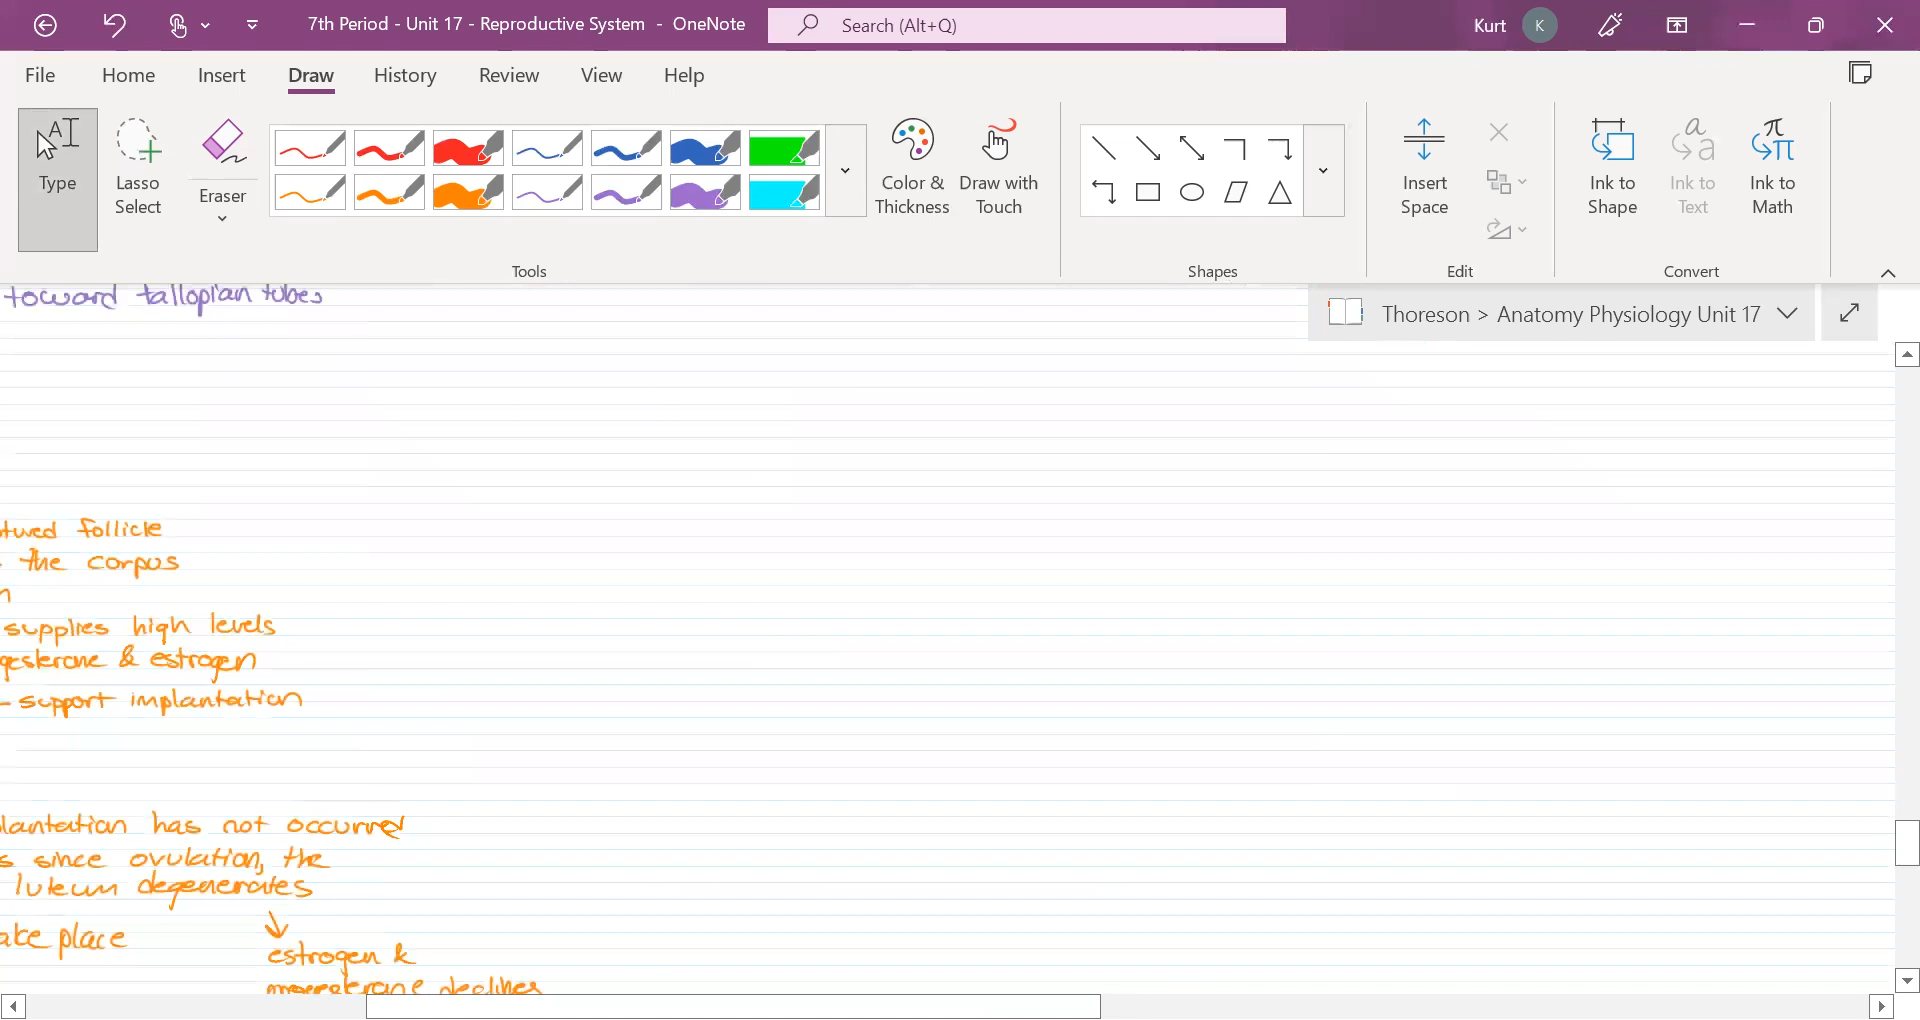 7th Period - Unit 17 - Reproductive System - OneNote
Search (Alt+Q)
Kurt
K
File Home Insert Draw History Review View Help
Type
Lasso Select
Eraser
Color & Thickness
Draw with Touch
Insert Space
Ink to Shape
Ink to Text
Ink to Math
Tools
Shapes
Edit
Convert
toward fallopian tubes
Thoreson > Anatomy Physiology Unit 17
tured follicle
the corpus
supplies high levels
gesterone & estrogen
- support implantation
plantation has not occurred
s since ovulation, the
luteum degenerates
ake place
estrogen &
progesterone declines